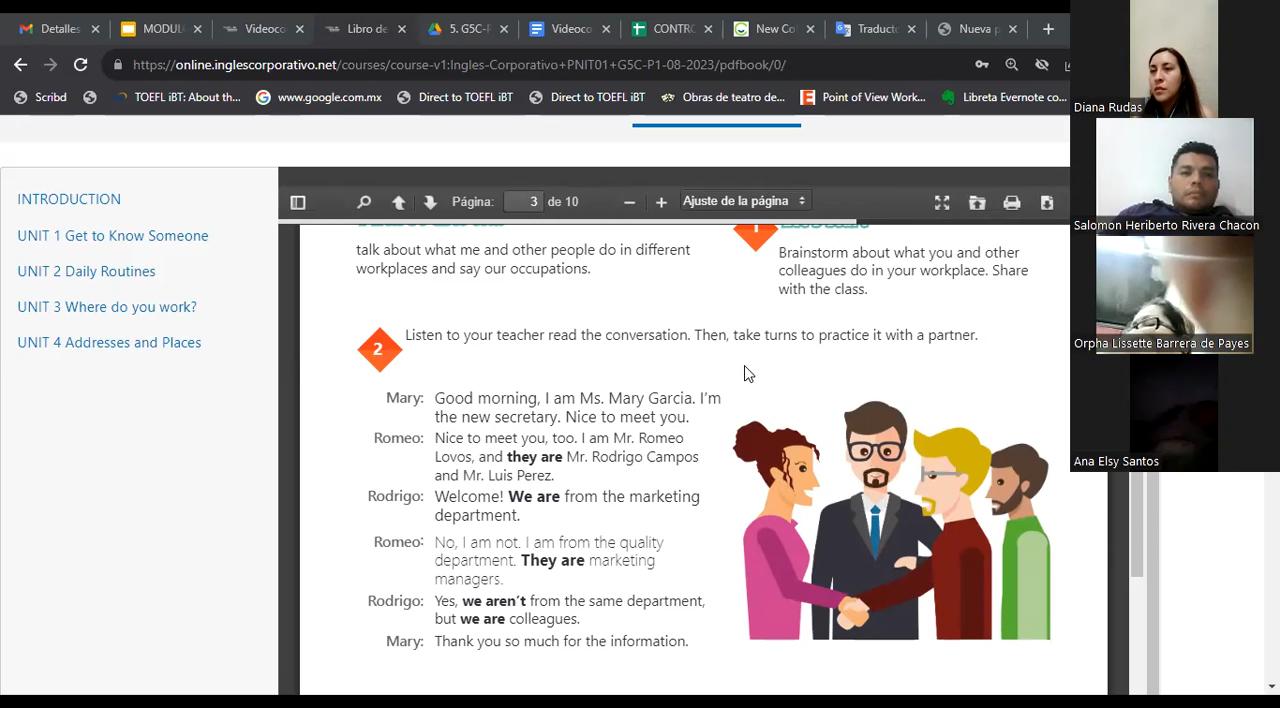 Detalles
MODUL
Videocc
Libro de
5. G5C-P
Videoco
CONTRO
New Co
Traducto
Nueva p
https://online.inglescorporativo.net/courses/course-v1:Ingles-Corporativo+PNIT01+G5C-P1-08-2023/pdfbook/0/
Scribd
TOEFL iBT: About th...
www.google.com.mx
Direct to TOEFL iBT
Direct to TOEFL iBT
Obras de teatro de...
Point of View Work...
Libreta Evernote co...
Diana Rudas
Salomon Heriberto Rivera Chacon
Orpha Lissette Barrera de Payes
Ana Elsy Santos
INTRODUCTION
UNIT 1 Get to Know Someone
UNIT 2 Daily Routines
UNIT 3 Where do you work?
UNIT 4 Addresses and Places
Página: 3 de 10
Ajuste de la página
talk about what me and other people do in different
workplaces and say our occupations.
1
Brainstorm about what you and other
colleagues do in your workplace. Share
with the class.
2
Listen to your teacher read the conversation. Then, take turns to practice it with a partner.
Mary: Good morning, I am Ms. Mary Garcia. I'm
the new secretary. Nice to meet you.
Romeo: Nice to meet you, too. I am Mr. Romeo
Lovos, and they are Mr. Rodrigo Campos
and Mr. Luis Perez.
Rodrigo: Welcome! We are from the marketing
department.
Romeo: No, I am not. I am from the quality
department. They are marketing
managers.
Rodrigo: Yes, we aren't from the same department,
but we are colleagues.
Mary: Thank you so much for the information.